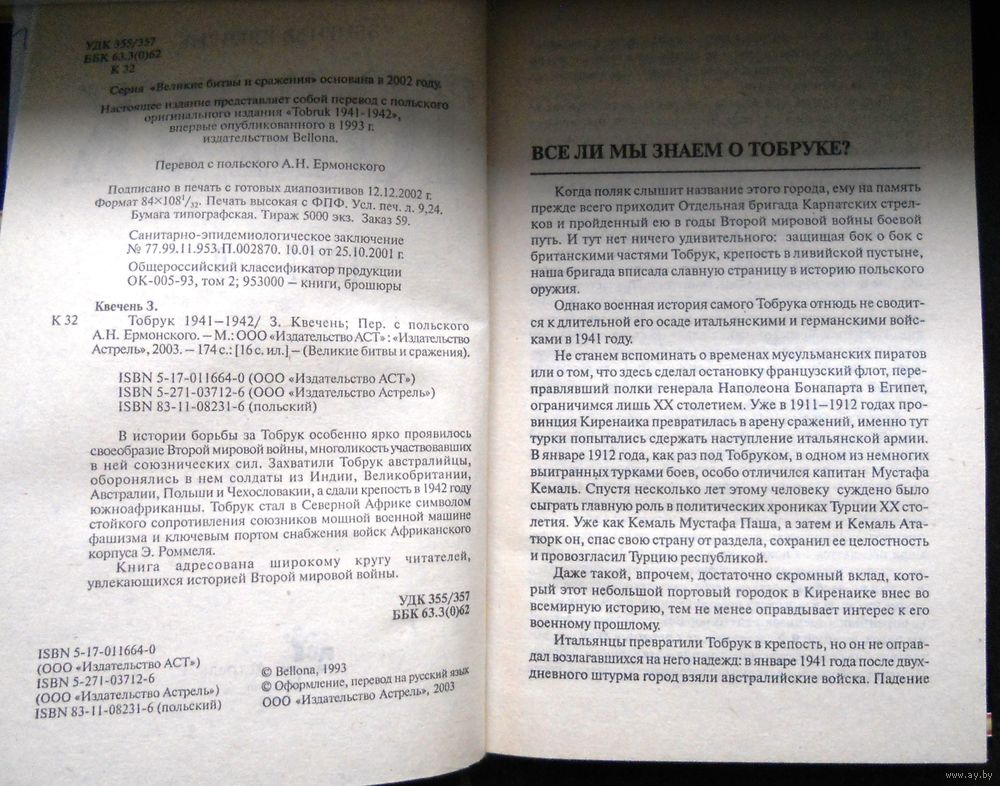 УДК 355/357
ББК 63.3(0)62
К 32
Серия «Великие битвы и сражения» основана в 2002 году.
Настоящее издание представляет собой перевод с польского
оригинального издания «Tobruk 1941-1942»,
впервые опубликованного в 1993 г.
издательством Bellona.
Перевод с польского А.Н. Ермонского
Подписано в печать с готовых диапозитивов 12.12.2002 г.
Формат 84×108¹/₃₂. Печать высокая с ФПФ. Усл. печ. л. 9,24.
Бумага типографская. Тираж 5000 экз. Заказ 59.
Санитарно-эпидемиологическое заключение
№ 77.99.11.953.П.002870. 10.01 от 25.10.2001 г.
Общероссийский классификатор продукции
ОК-005-93, том 2; 953000 — книги, брошюры
Квечень З.
К 32 Тобрук 1941—1942/ З. Квечень; Пер. с польского
А.Н. Ермонского. — М.: ООО «Издательство АСТ»: «Издательство
Астрель», 2003. — 174 с.: [16 с. ил.] — (Великие битвы и сражения).
ISBN 5-17-011664-0 (ООО «Издательство АСТ»)
ISBN 5-271-03712-6 (ООО «Издательство Астрель»)
ISBN 83-11-08231-6 (польский)
В истории борьбы за Тобрук особенно ярко проявилось
своеобразие Второй мировой войны, многоликость участвовавших
в ней союзнических сил. Захватили Тобрук австралийцы,
оборонялись в нем солдаты из Индии, Великобритании,
Австралии, Польши и Чехословакии, а сдали крепость в 1942 году
южноафриканцы. Тобрук стал в Северной Африке символом
стойкого сопротивления союзников мощной военной машине
фашизма и ключевым портом снабжения войск Африканского
корпуса Э. Роммеля.
Книга адресована широкому кругу читателей,
увлекающихся историей Второй мировой войны.
УДК 355/357
ББК 63.3(0)62
ISBN 5-17-011664-0
(ООО «Издательство АСТ»)
ISBN 5-271-03712-6
(ООО «Издательство Астрель»)
ISBN 83-11-08231-6 (польский)
© Bellona, 1993
© Оформление, перевод на русский язык
ООО «Издательство Астрель», 2003
ВСЕ ЛИ МЫ ЗНАЕМ О ТОБРУКЕ?
Когда поляк слышит название этого города, ему на память
прежде всего приходит Отдельная бригада Карпатских стрел-
ков и пройденный ею в годы Второй мировой войны боевой
путь. И тут нет ничего удивительного: защищая бок о бок с
британскими частями Тобрук, крепость в ливийской пустыне,
наша бригада вписала славную страницу в историю польского
оружия.
Однако военная история самого Тобрука отнюдь не сводит-
ся к длительной его осаде итальянскими и германскими войс-
ками в 1941 году.
Не станем вспоминать о временах мусульманских пиратов
или о том, что здесь сделал остановку французский флот, пере-
правлявший полки генерала Наполеона Бонапарта в Египет,
ограничимся лишь XX столетием. Уже в 1911—1912 годах про-
винция Киренаика превратилась в арену сражений, именно тут
турки попытались сдержать наступление итальянской армии.
В январе 1912 года, как раз под Тобруком, в одном из немногих
выигранных турками боев, особо отличился капитан Мустафа
Кемаль. Спустя несколько лет этому человеку суждено было
сыграть главную роль в политических хрониках Турции XX сто-
летия. Уже как Кемаль Мустафа Паша, а затем и Кемаль Ата-
тюрк он, спас свою страну от раздела, сохранил ее целостность
и провозгласил Турцию республикой.
Даже такой, впрочем, достаточно скромный вклад, кото-
рый этот небольшой портовый городок в Киренаике внес во
всемирную историю, тем не менее оправдывает интерес к его
военному прошлому.
Итальянцы превратили Тобрук в крепость, но он не оправ-
дал возлагавшихся на него надежд: в январе 1941 года после двух-
дневного штурма город взяли австралийские войска. Падение
www.ay.by